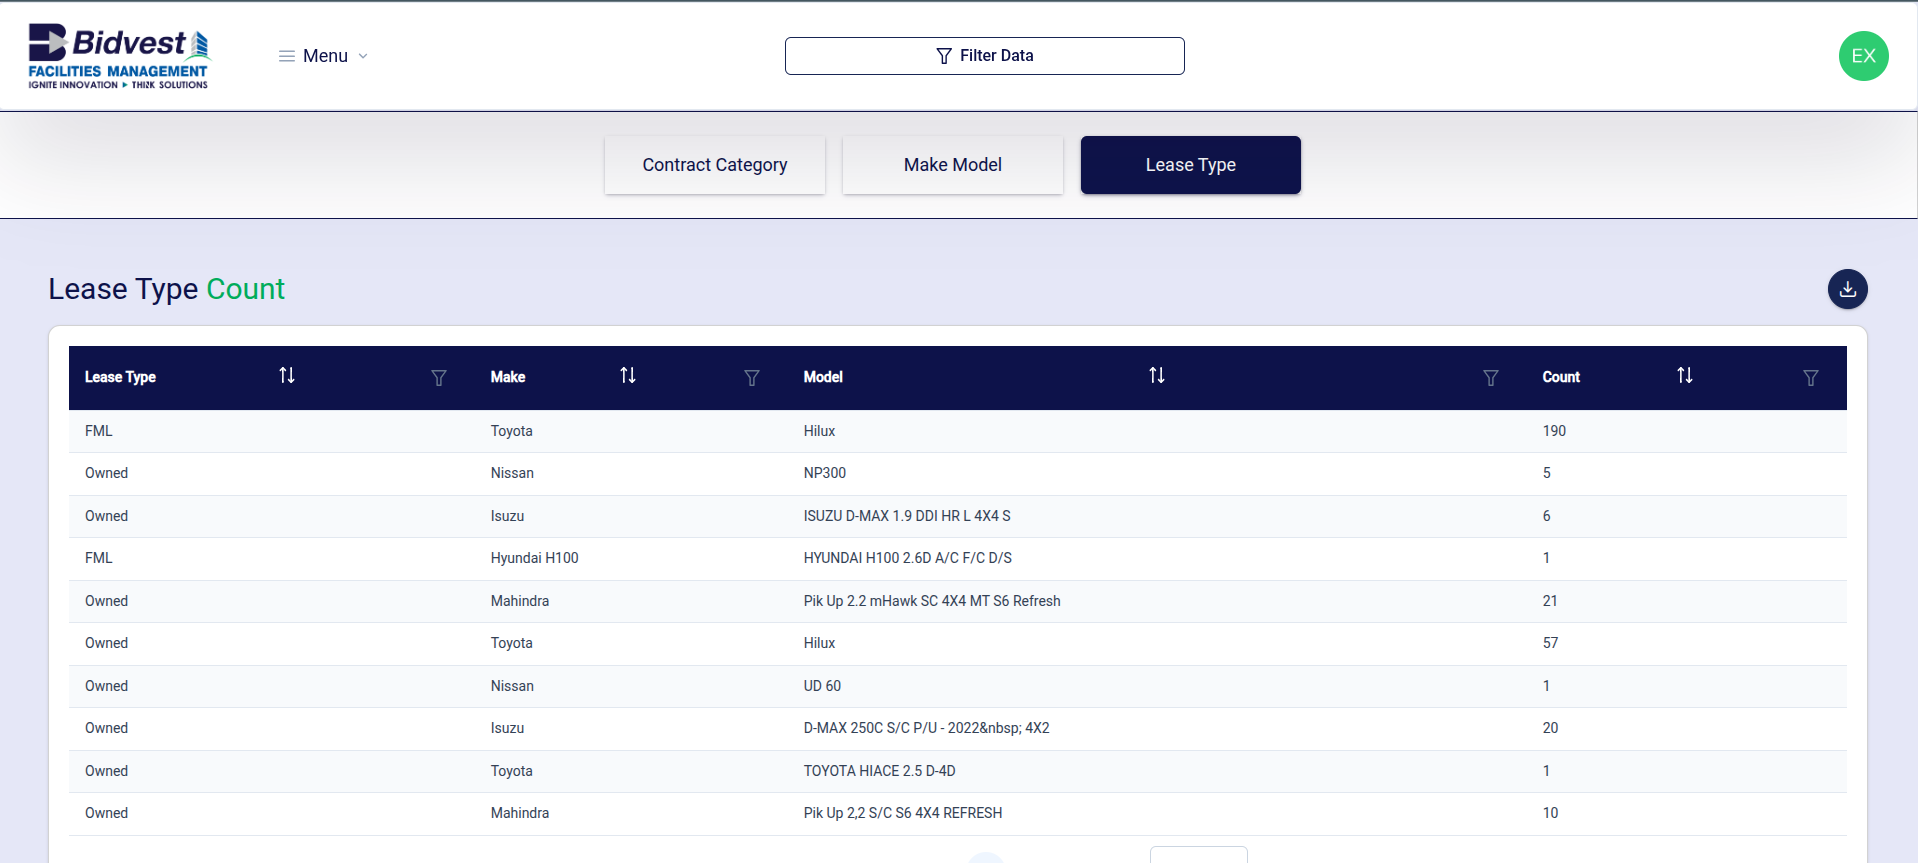 Bidvest
FACILITIES MANAGEMENT
IGNITE INNOVATION ▸ TH2K SOLUTIONS
Menu
Filter Data
EX
Contract Category
Make Model
Lease Type
Lease Type Count
Lease Type Make Model Count
FML Toyota Hilux 190
Owned Nissan NP300 5
Owned Isuzu ISUZU D-MAX 1.9 DDI HR L 4X4 S 6
FML Hyundai H100 HYUNDAI H100 2.6D A/C F/C D/S 1
Owned Mahindra Pik Up 2.2 mHawk SC 4X4 MT S6 Refresh 21
Owned Toyota Hilux 57
Owned Nissan UD 60 1
Owned Isuzu D-MAX 250C S/C P/U - 2022&nbsp; 4X2 20
Owned Toyota TOYOTA HIACE 2.5 D-4D 1
Owned Mahindra Pik Up 2,2 S/C S6 4X4 REFRESH 10